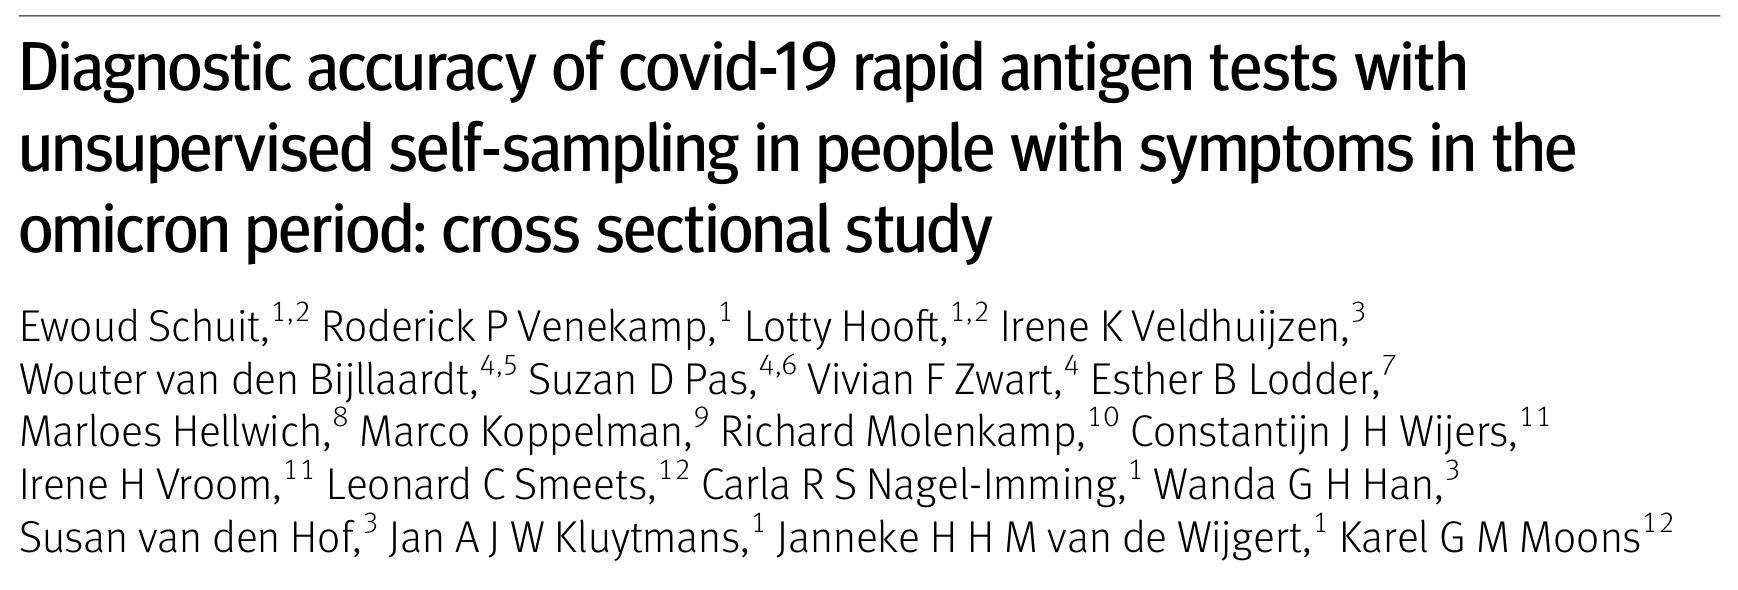 Diagnostic accuracy of covid-19 rapid antigen tests with
unsupervised self-sampling in people with symptoms in the
omicron period: cross sectional study
Ewoud Schuit,1,2 Roderick P Venekamp,1 Lotty Hooft,1,2 Irene K Veldhuijzen,3
Wouter van den Bijllaardt,4,5 Suzan D Pas,4,6 Vivian F Zwart,4 Esther B Lodder,7
Marloes Hellwich,8 Marco Koppelman,9 Richard Molenkamp,10 Constantijn J H Wijers,11
Irene H Vroom,11 Leonard C Smeets,12 Carla R S Nagel-Imming,1 Wanda G H Han,3
Susan van den Hof,3 Jan A J W Kluytmans,1 Janneke H H M van de Wijgert,1 Karel G M Moons12